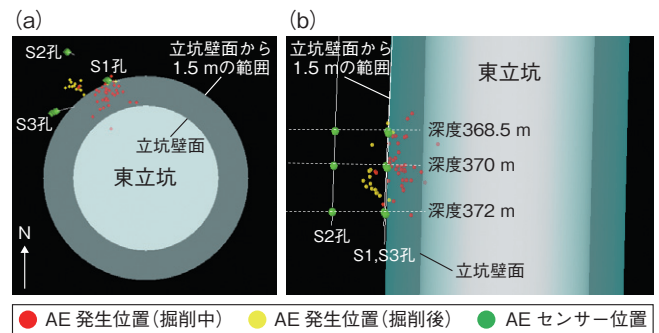 (a)
S2孔
S1孔
S3孔
立坑壁面から
1.5 mの範囲
立坑壁面
東立坑
N
(b)
立坑壁面から
1.5 mの範囲
東立坑
深度368.5 m
深度370 m
深度372 m
S2孔
S1,S3孔
立坑壁面
AE 発生位置(掘削中)
AE 発生位置(掘削後)
AE センサー位置